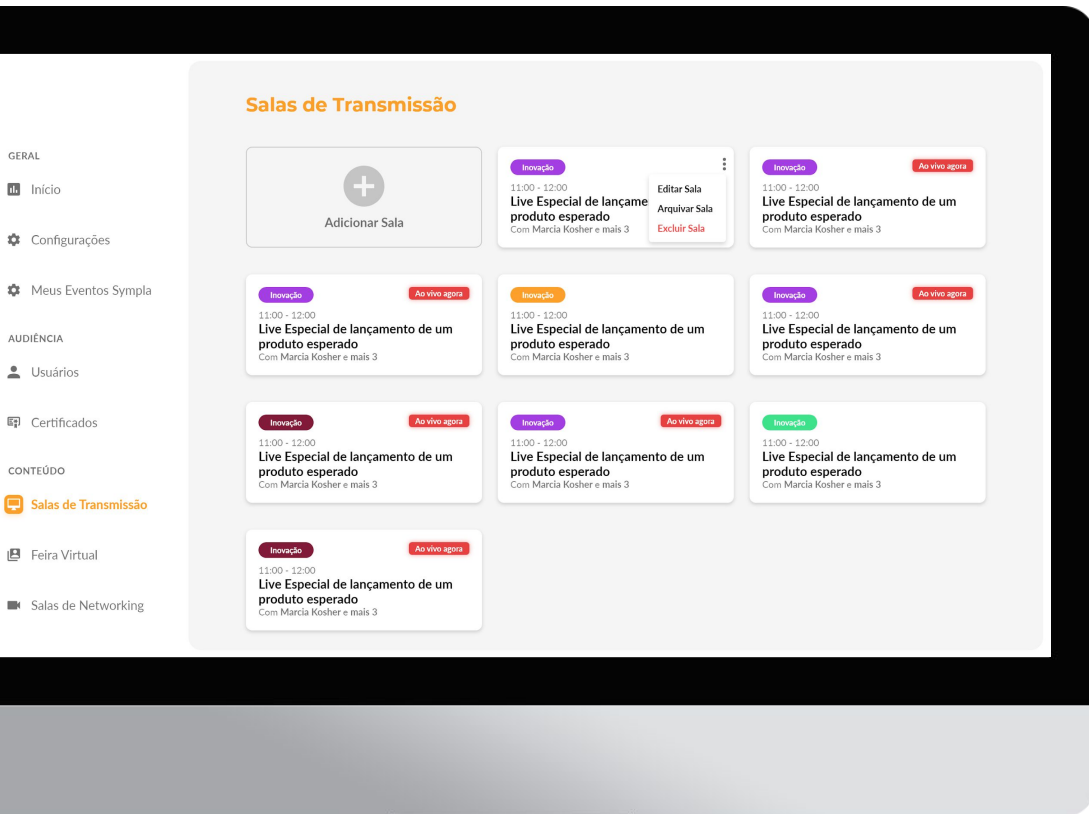 GERAL
Início
Configurações
Meus Eventos Sympla
AUDIÊNCIA
Usuários
Certificados
CONTEÚDO
Salas de Transmissão
Feira Virtual
Salas de Networking
Salas de Transmissão
Adicionar Sala
Inovação
11:00 - 12:00
Live Especial de lançame
produto esperado
Com Marcia Kosher e mais 3
Editar Sala
Arquivar Sala
Excluir Sala
Inovação
Ao vivo agora
11:00 - 12:00
Live Especial de lançamento de um
produto esperado
Com Marcia Kosher e mais 3
Inovação
Ao vivo agora
11:00 - 12:00
Live Especial de lançamento de um
produto esperado
Com Marcia Kosher e mais 3
Inovação
11:00 - 12:00
Live Especial de lançamento de um
produto esperado
Com Marcia Kosher e mais 3
Inovação
Ao vivo agora
11:00 - 12:00
Live Especial de lançamento de um
produto esperado
Com Marcia Kosher e mais 3
Inovação
Ao vivo agora
11:00 - 12:00
Live Especial de lançamento de um
produto esperado
Com Marcia Kosher e mais 3
Inovação
Ao vivo agora
11:00 - 12:00
Live Especial de lançamento de um
produto esperado
Com Marcia Kosher e mais 3
Inovação
11:00 - 12:00
Live Especial de lançamento de um
produto esperado
Com Marcia Kosher e mais 3
Inovação
Ao vivo agora
11:00 - 12:00
Live Especial de lançamento de um
produto esperado
Com Marcia Kosher e mais 3